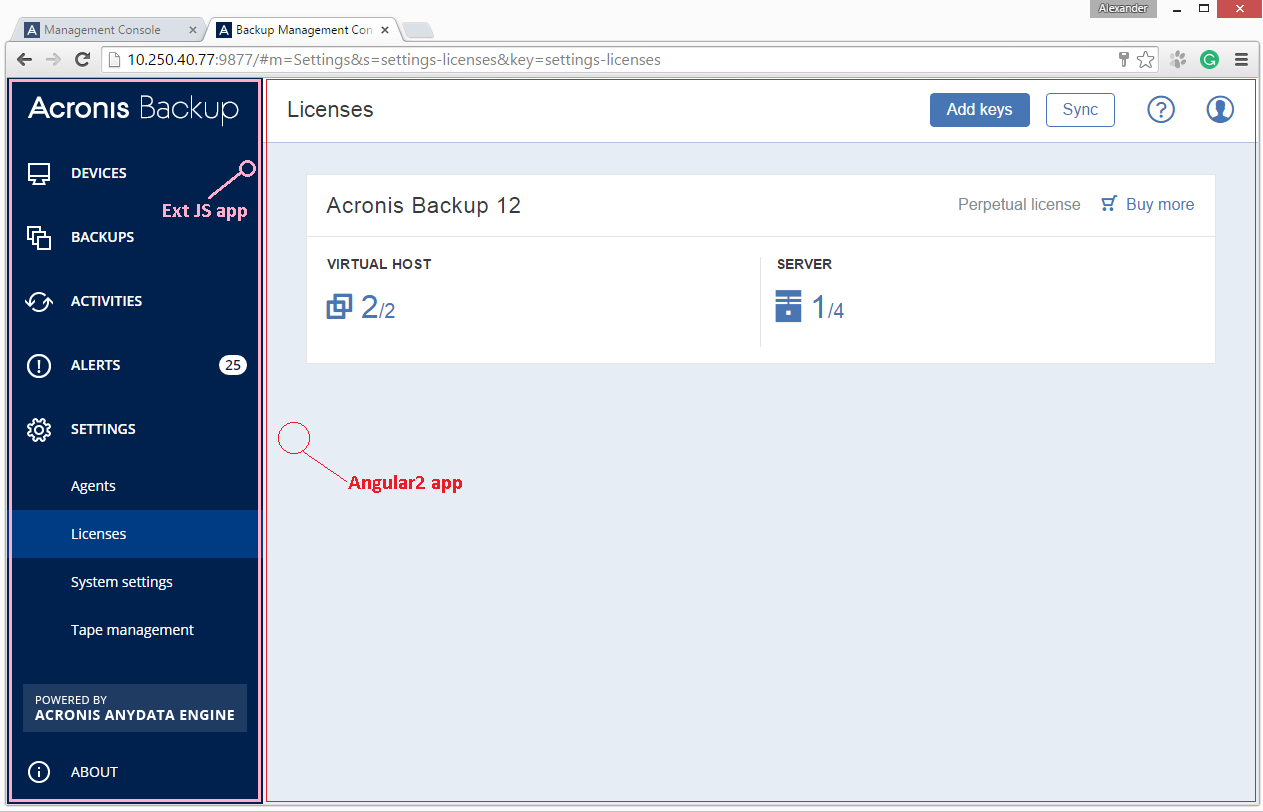 Alexander
Management Console
Backup Management Con
10.250.40.77:9877/#m=Settings&s=settings-licenses&key=settings-licenses
Acronis Backup
DEVICES
Ext JS app
BACKUPS
ACTIVITIES
ALERTS 25
SETTINGS
Agents
Licenses
System settings
Tape management
POWERED BY
ACRONIS ANYDATA ENGINE
ABOUT
Licenses
Add keys
Sync
?
Acronis Backup 12
Perpetual license
Buy more
VIRTUAL HOST
2/2
SERVER
1/4
Angular2 app